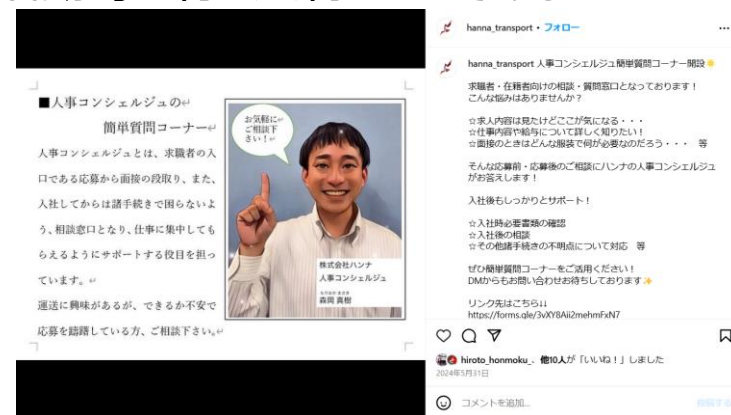 ■人事コンシェルジュの↵
簡単質問コーナー↵
人事コンシェルジュとは、求職者の入
口である応募から面接の段取り、また、
入社してからは諸手続きで困らないよ
う、相談窓口となり、仕事に集中しても
らえるようにサポートする役目を担っ
ています。↵
運送に興味があるが、できるか不安で
応募を躊躇している方、ご相談下さい。↵
お気軽に↵
ご相談下
さい！↵
株式会社ハンナ
人事コンシェルジュ
森岡 真樹
hanna_transport • フォロー
hanna_transport 人事コンシェルジュ簡単質問コーナー開設
求職者・在籍者向けの相談・質問窓口となっております！
こんな悩みはありませんか？
☆求人内容は見たけどここが気になる・・・
☆仕事内容や給与について詳しく知りたい！
☆面接のときはどんな服装で何が必要なのだろう・・・ 等
そんな応募前・応募後のご相談にハンナの人事コンシェルジュ
がお答えします！
入社後もしっかりとサポート！
☆入社時必要書類の確認
☆入社後の相談
☆その他諸手続きの不明点について対応 等
ぜひ簡単質問コーナーをご活用ください！
DMからもお問い合わせお待ちしております✨
リンク先はこちら↓↓
https://forms.gle/3vXY8Aii2mehmFxN7
hiroto_honmoku_、他10人が「いいね！」しました
2024年5月31日
コメントを追加...
投稿する